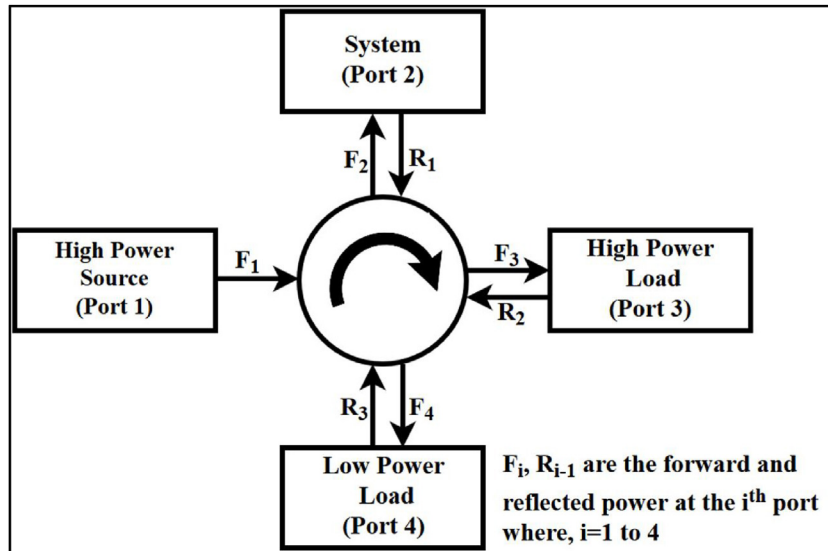 System
(Port 2)
F₂
R₁
High Power
Source
(Port 1)
F₁
F₃
R₂
High Power
Load
(Port 3)
R₃
F₄
Low Power
Load
(Port 4)
Fᵢ, Rᵢ₋₁ are the forward and
reflected power at the iᵗʰ port
where, i=1 to 4